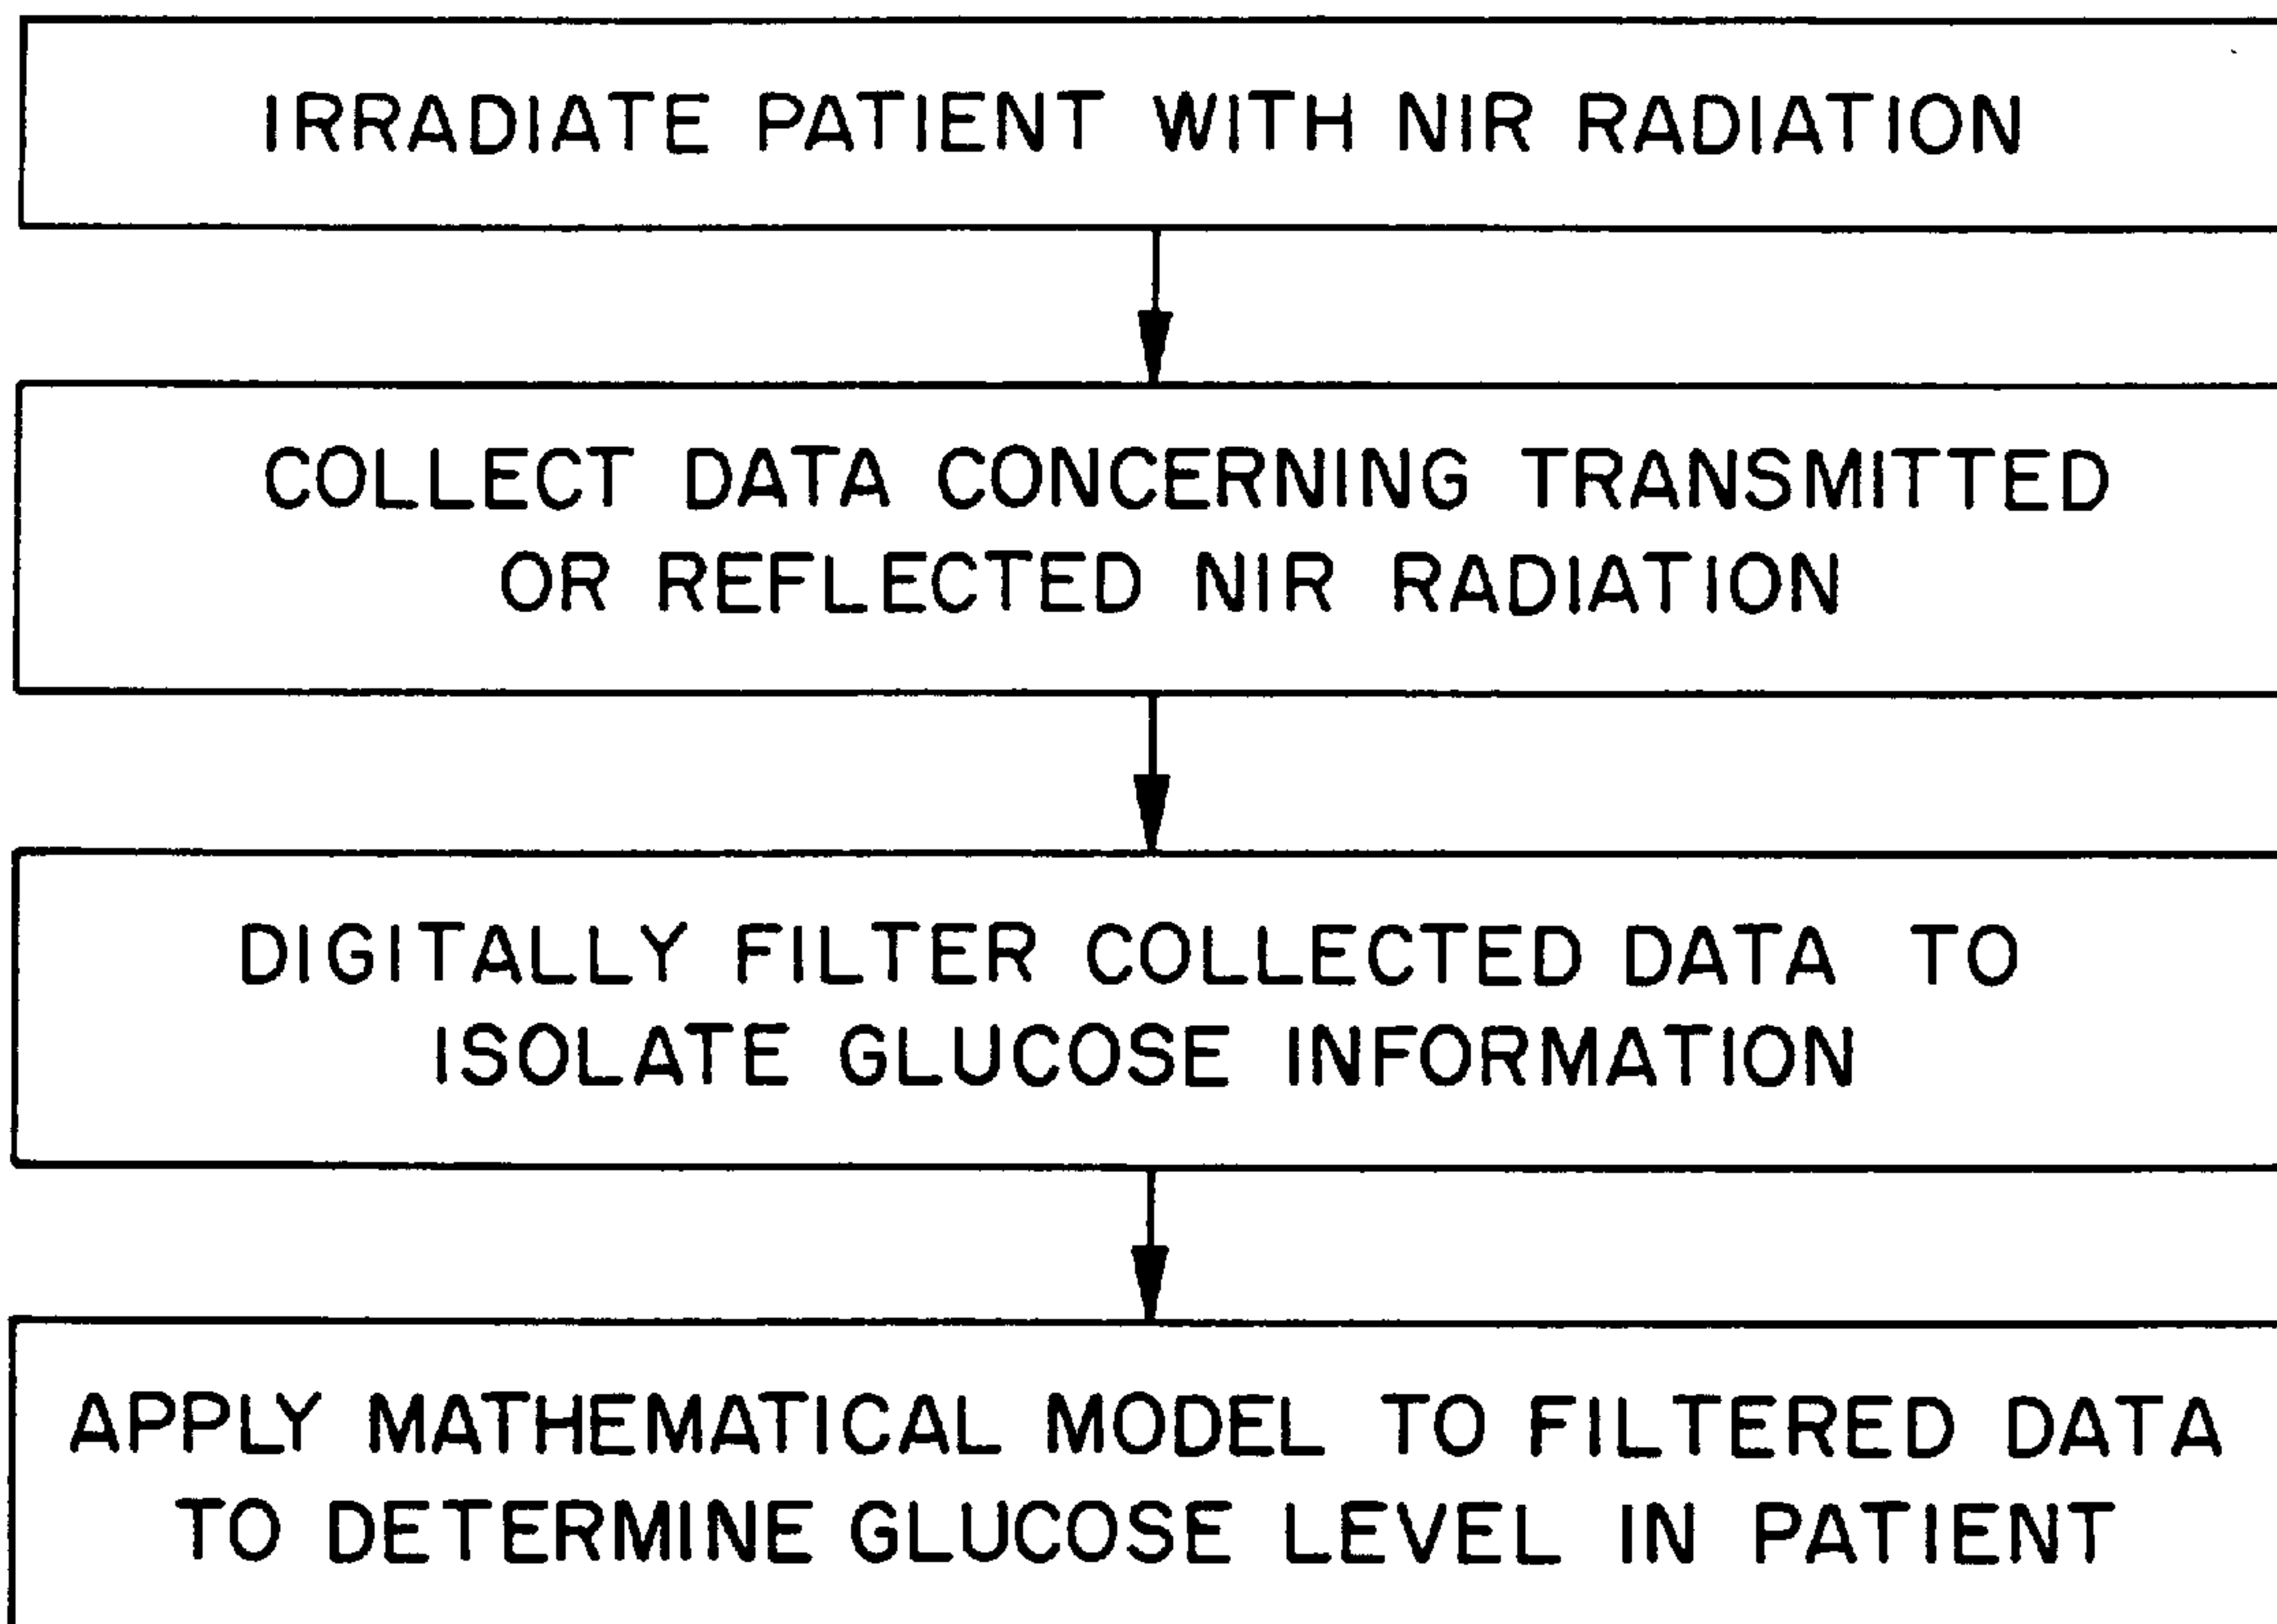 IRRADIATE PATIENT WITH NIR RADIATION
COLLECT DATA CONCERNING TRANSMITTED
OR REFLECTED NIR RADIATION
DIGITALLY FILTER COLLECTED DATA TO
ISOLATE GLUCOSE INFORMATION
APPLY MATHEMATICAL MODEL TO FILTERED DATA
TO DETERMINE GLUCOSE LEVEL IN PATIENT